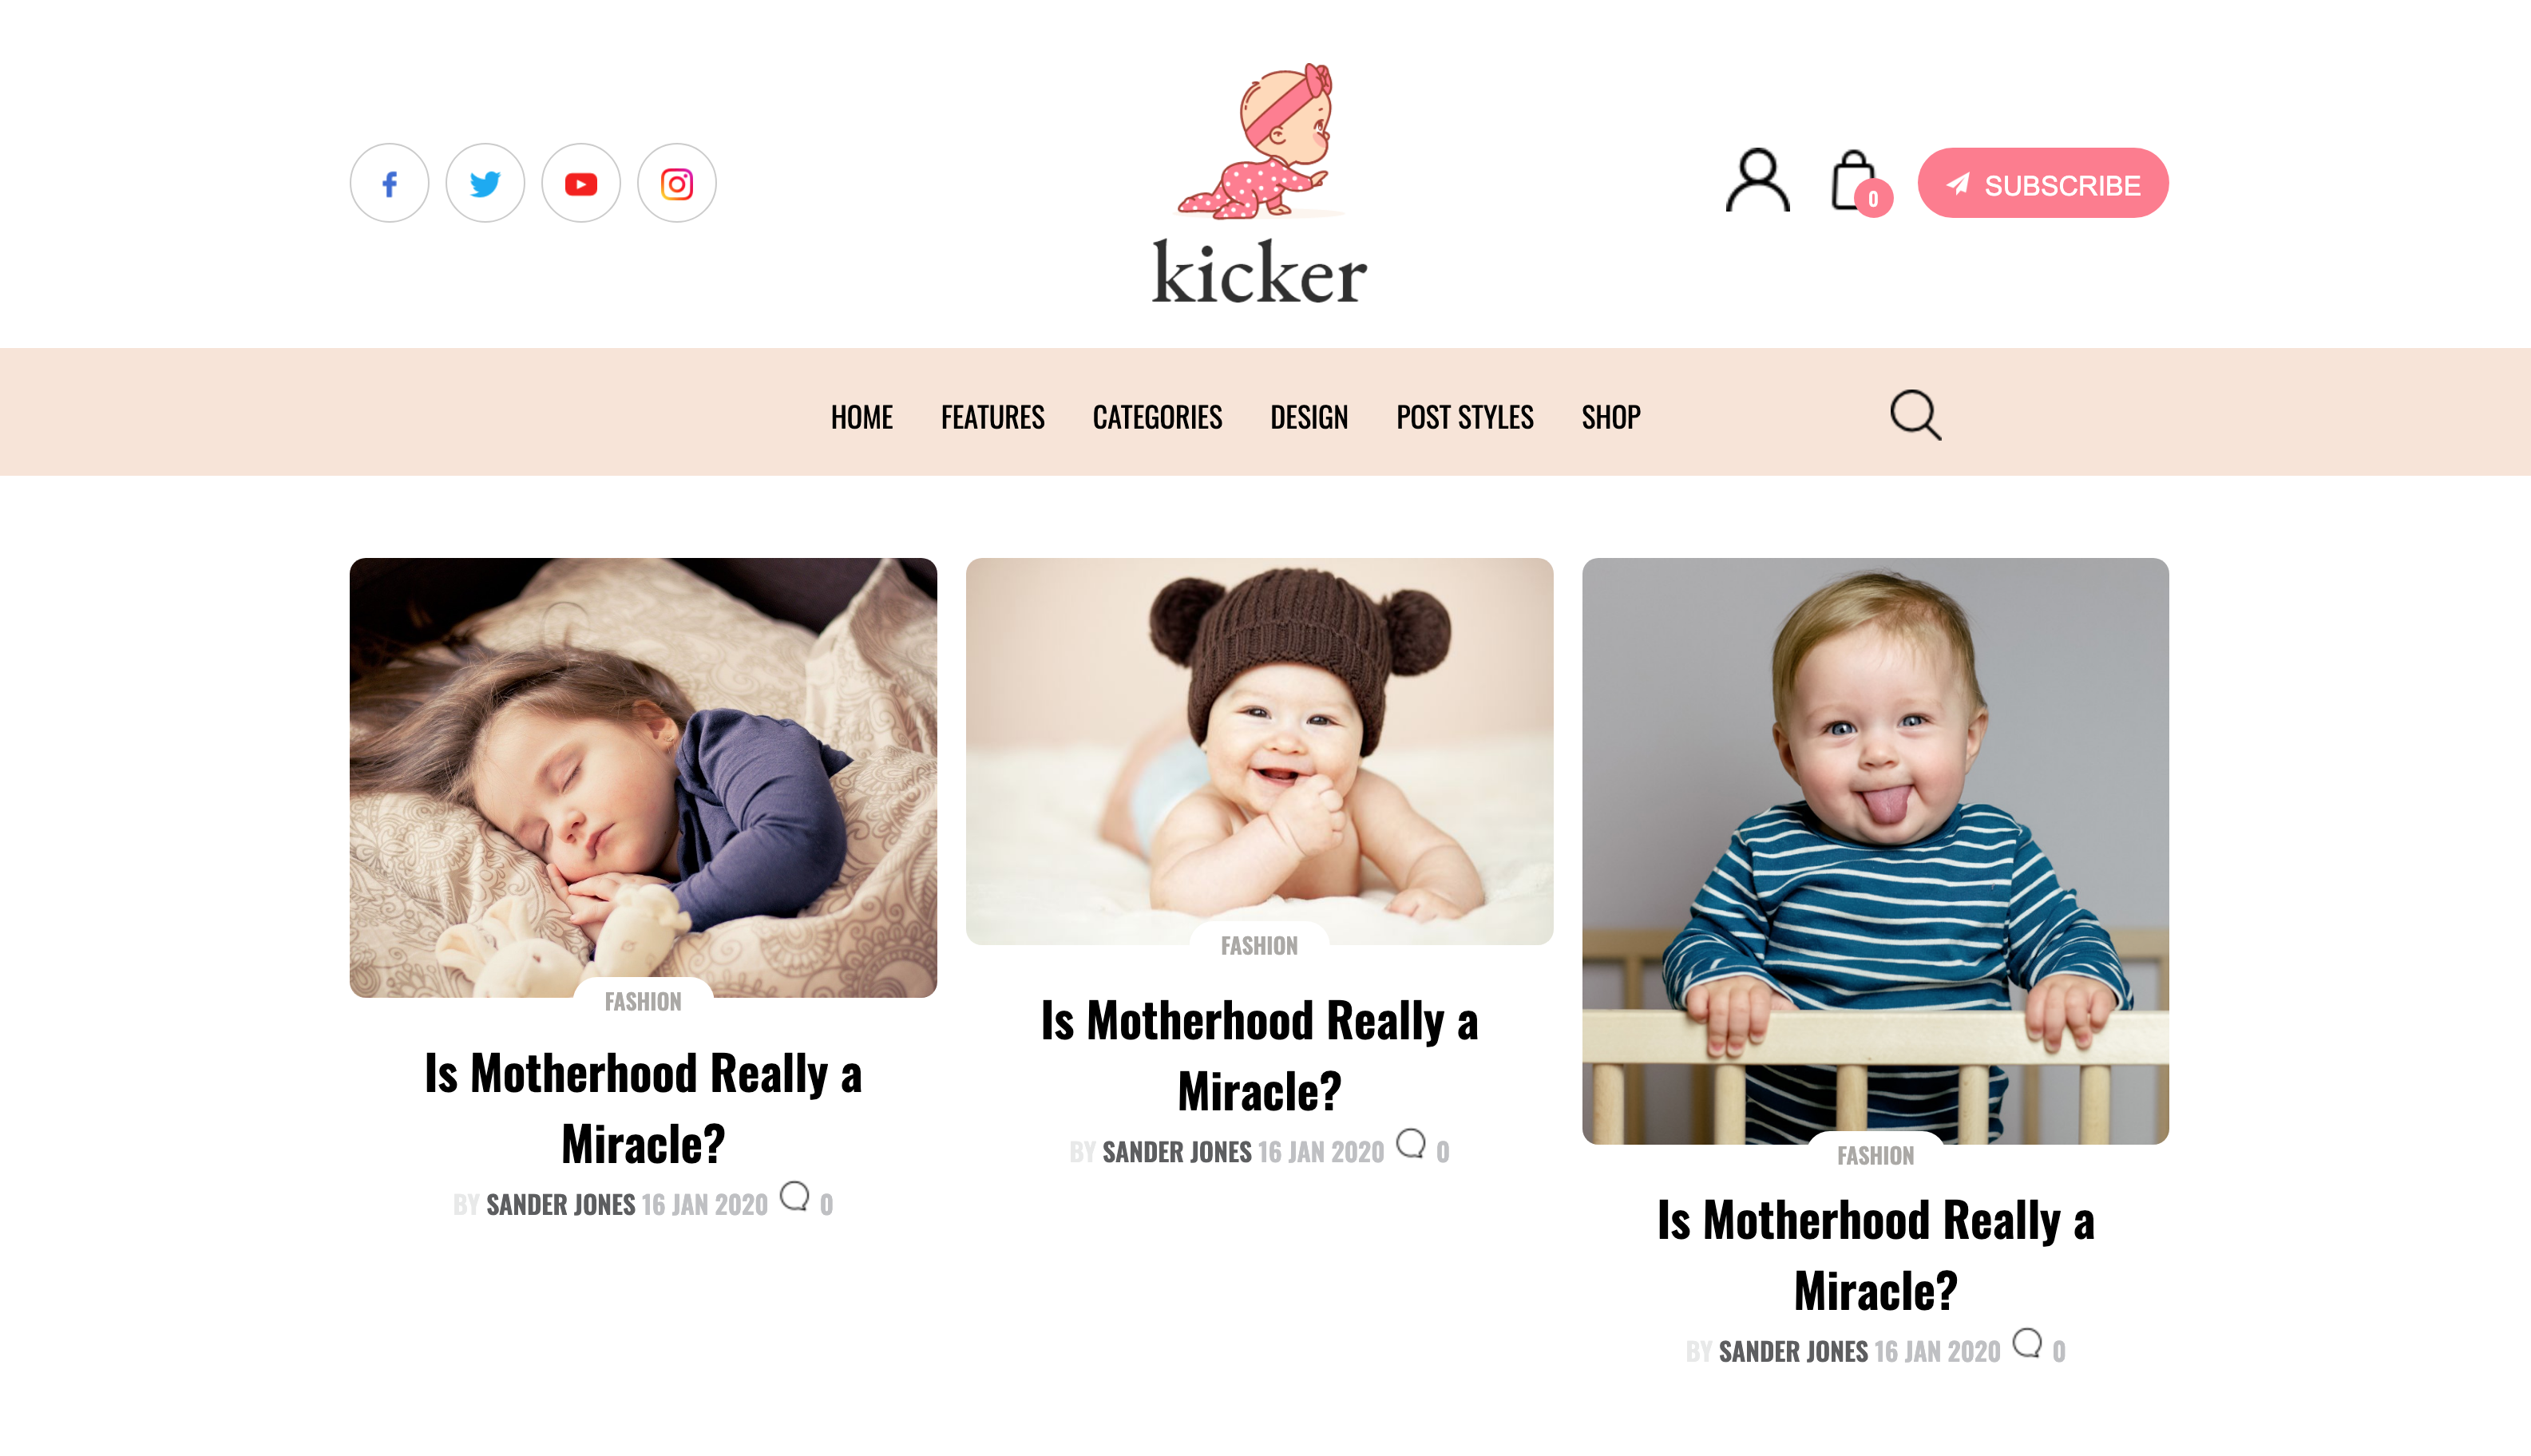 0
SUBSCRIBE
kicker
HOME FEATURES CATEGORIES DESIGN POST STYLES SHOP
FASHION
Is Motherhood Really a
Miracle?
BY SANDER JONES 16 JAN 2020 0
FASHION
Is Motherhood Really a
Miracle?
BY SANDER JONES 16 JAN 2020 0
FASHION
Is Motherhood Really a
Miracle?
BY SANDER JONES 16 JAN 2020 0